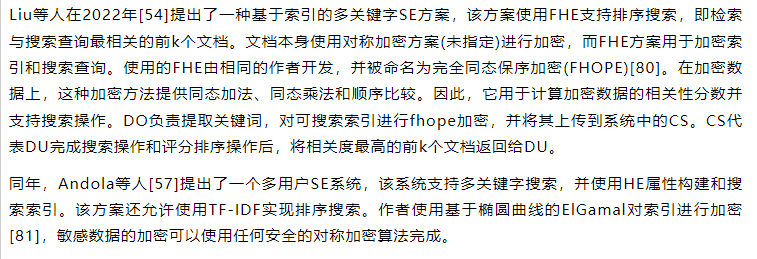 Liu等人在2022年[54]提出了一种基于索引的多关键字SE方案，该方案使用FHE支持排序搜索，即检索
与搜索查询最相关的前k个文档。文档本身使用对称加密方案(未指定)进行加密，而FHE方案用于加密索
引和搜索查询。使用的FHE由相同的作者开发，并被命名为完全同态保序加密(FHOPE)[80]。在加密数
据上，这种加密方法提供同态加法、同态乘法和顺序比较。因此，它用于计算加密数据的相关性分数并
支持搜索操作。DO负责提取关键词，对可搜索索引进行fhope加密，并将其上传到系统中的CS。CS代
表DU完成搜索操作和评分排序操作后，将相关度最高的前k个文档返回给DU。
同年，Andola等人[57]提出了一个多用户SE系统，该系统支持多关键字搜索，并使用HE属性构建和搜
索索引。该方案还允许使用TF-IDF实现排序搜索。作者使用基于椭圆曲线的ElGamal对索引进行加密
[81]，敏感数据的加密可以使用任何安全的对称加密算法完成。